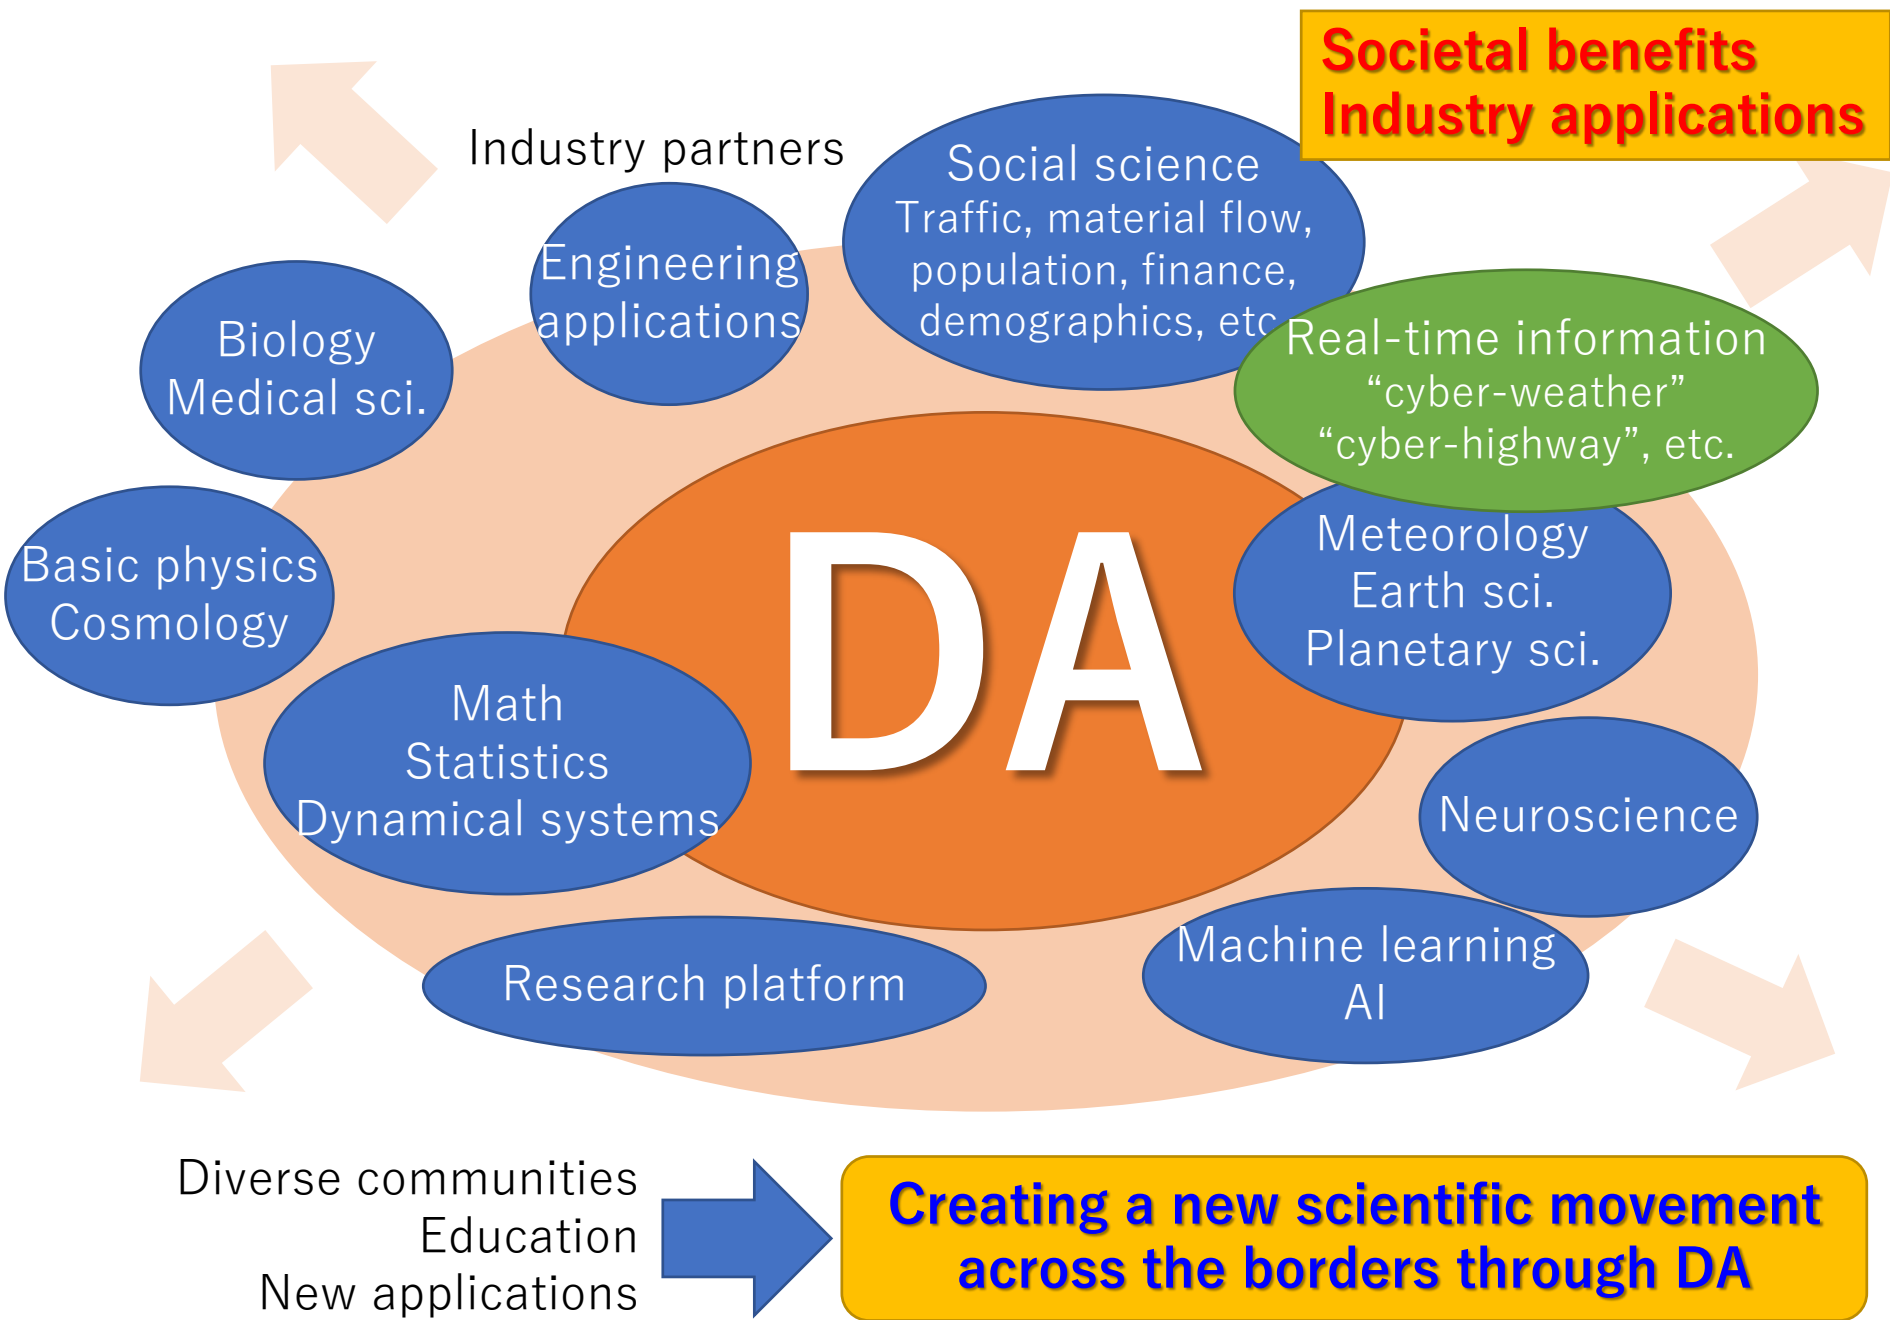 Societal benefits
Industry applications
Industry partners
Social science
Traffic, material flow,
population, finance,
demographics, etc
Engineering
applications
Real-time information
“cyber-weather”
“cyber-highway”, etc.
Biology
Medical sci.
Basic physics
Cosmology
DA
Meteorology
Earth sci.
Planetary sci.
Math
Statistics
Dynamical systems
Neuroscience
Research platform
Machine learning
AI
Diverse communities
Education
New applications
Creating a new scientific movement
across the borders through DA